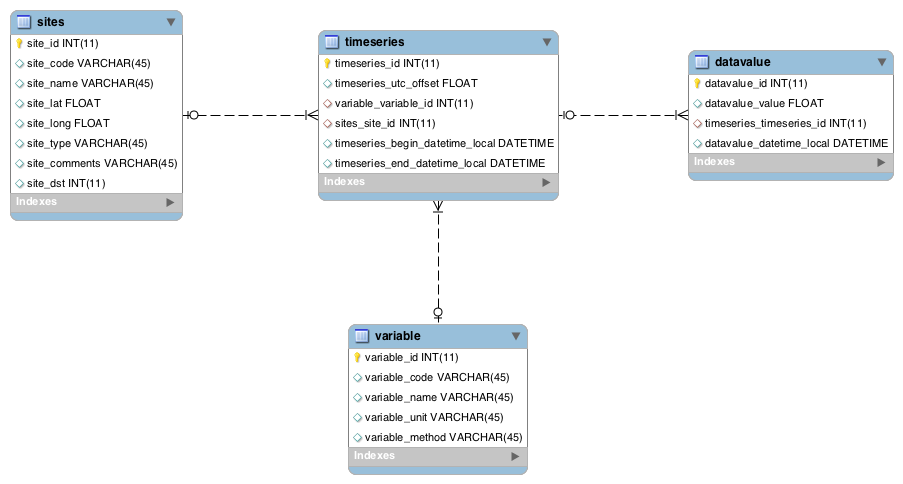 sites
site_id INT(11)
site_code VARCHAR(45)
site_name VARCHAR(45)
site_lat FLOAT
site_long FLOAT
site_type VARCHAR(45)
site_comments VARCHAR(45)
site_dst INT(11)
Indexes
timeseries
timeseries_id INT(11)
timeseries_utc_offset FLOAT
variable_variable_id INT(11)
sites_site_id INT(11)
timeseries_begin_datetime_local DATETIME
timeseries_end_datetime_local DATETIME
Indexes
datavalue
datavalue_id INT(11)
datavalue_value FLOAT
timeseries_timeseries_id INT(11)
datavalue_datetime_local DATETIME
Indexes
variable
variable_id INT(11)
variable_code VARCHAR(45)
variable_name VARCHAR(45)
variable_unit VARCHAR(45)
variable_method VARCHAR(45)
Indexes